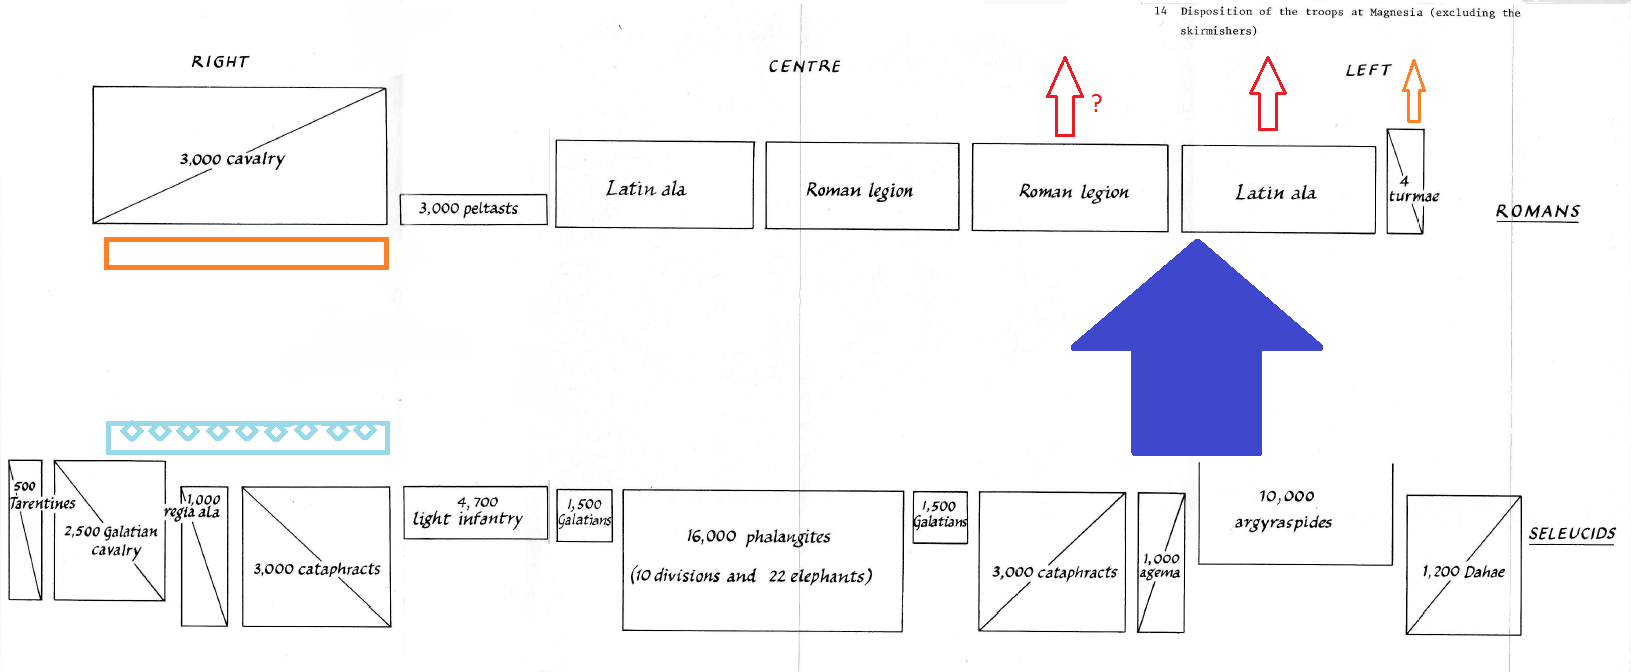 14 Disposition of the troops at Magnesia (excluding the
skirmishers)
RIGHT
CENTRE
LEFT
?
3,000 cavalry
3,000 peltasts
Latin ala
Roman legion
Roman legion
Latin ala
4
turmae
ROMANS
500
Tarentines
2,500 Galatian
cavalry
1,000
regia ala
3,000 cataphracts
4,700
light infantry
1,500
Galatians
16,000 phalangites
(10 divisions and 22 elephants)
1,500
Galatians
3,000 cataphracts
1,000
agema
10,000
argyraspides
1,200 Dahae
SELEUCIDS